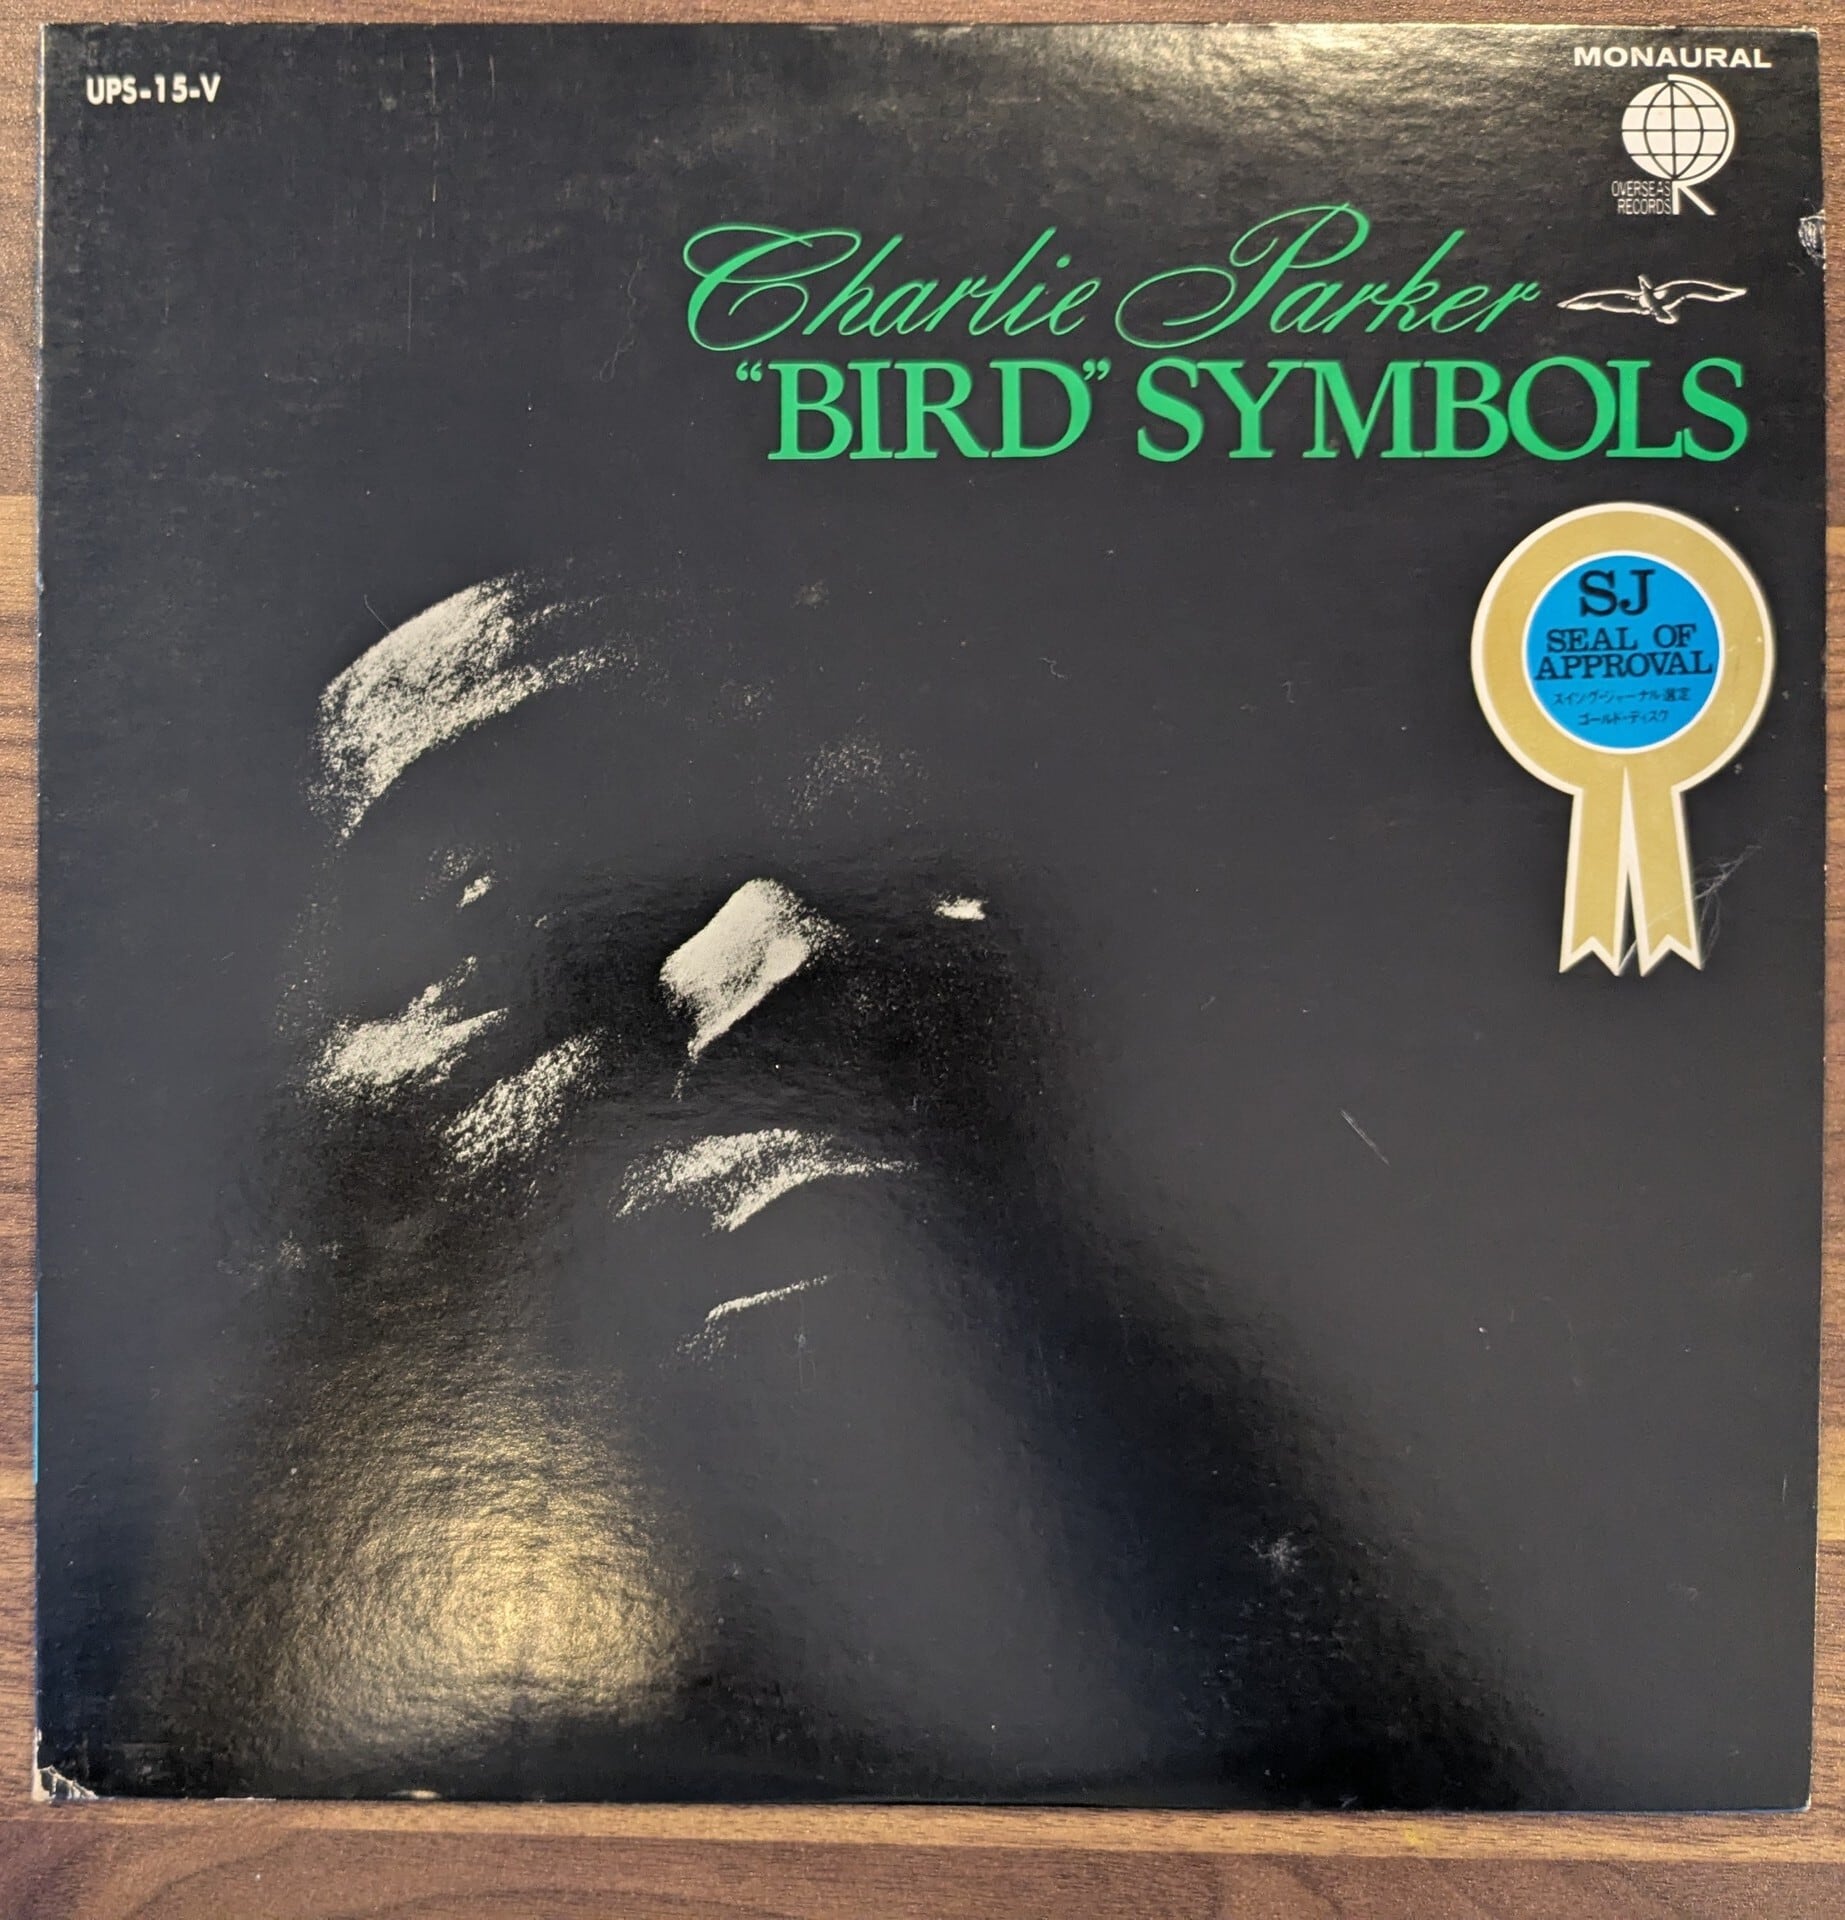 UPS-15-V
MONAURAL
OVERSEAS
RECORDS
Charlie Parker
“BIRD” SYMBOLS
SJ
SEAL OF
APPROVAL
スイング・ジャーナル選定
ゴールド・ディスク